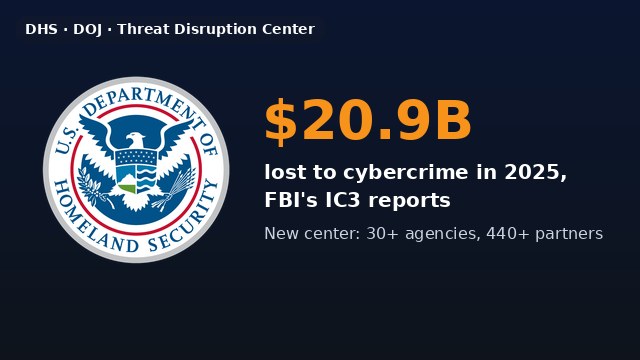 DHS · DOJ · Threat Disruption Center
U.S. DEPARTMENT OF
HOMELAND SECURITY
$20.9B
lost to cybercrime in 2025,
FBI's IC3 reports
New center: 30+ agencies, 440+ partners